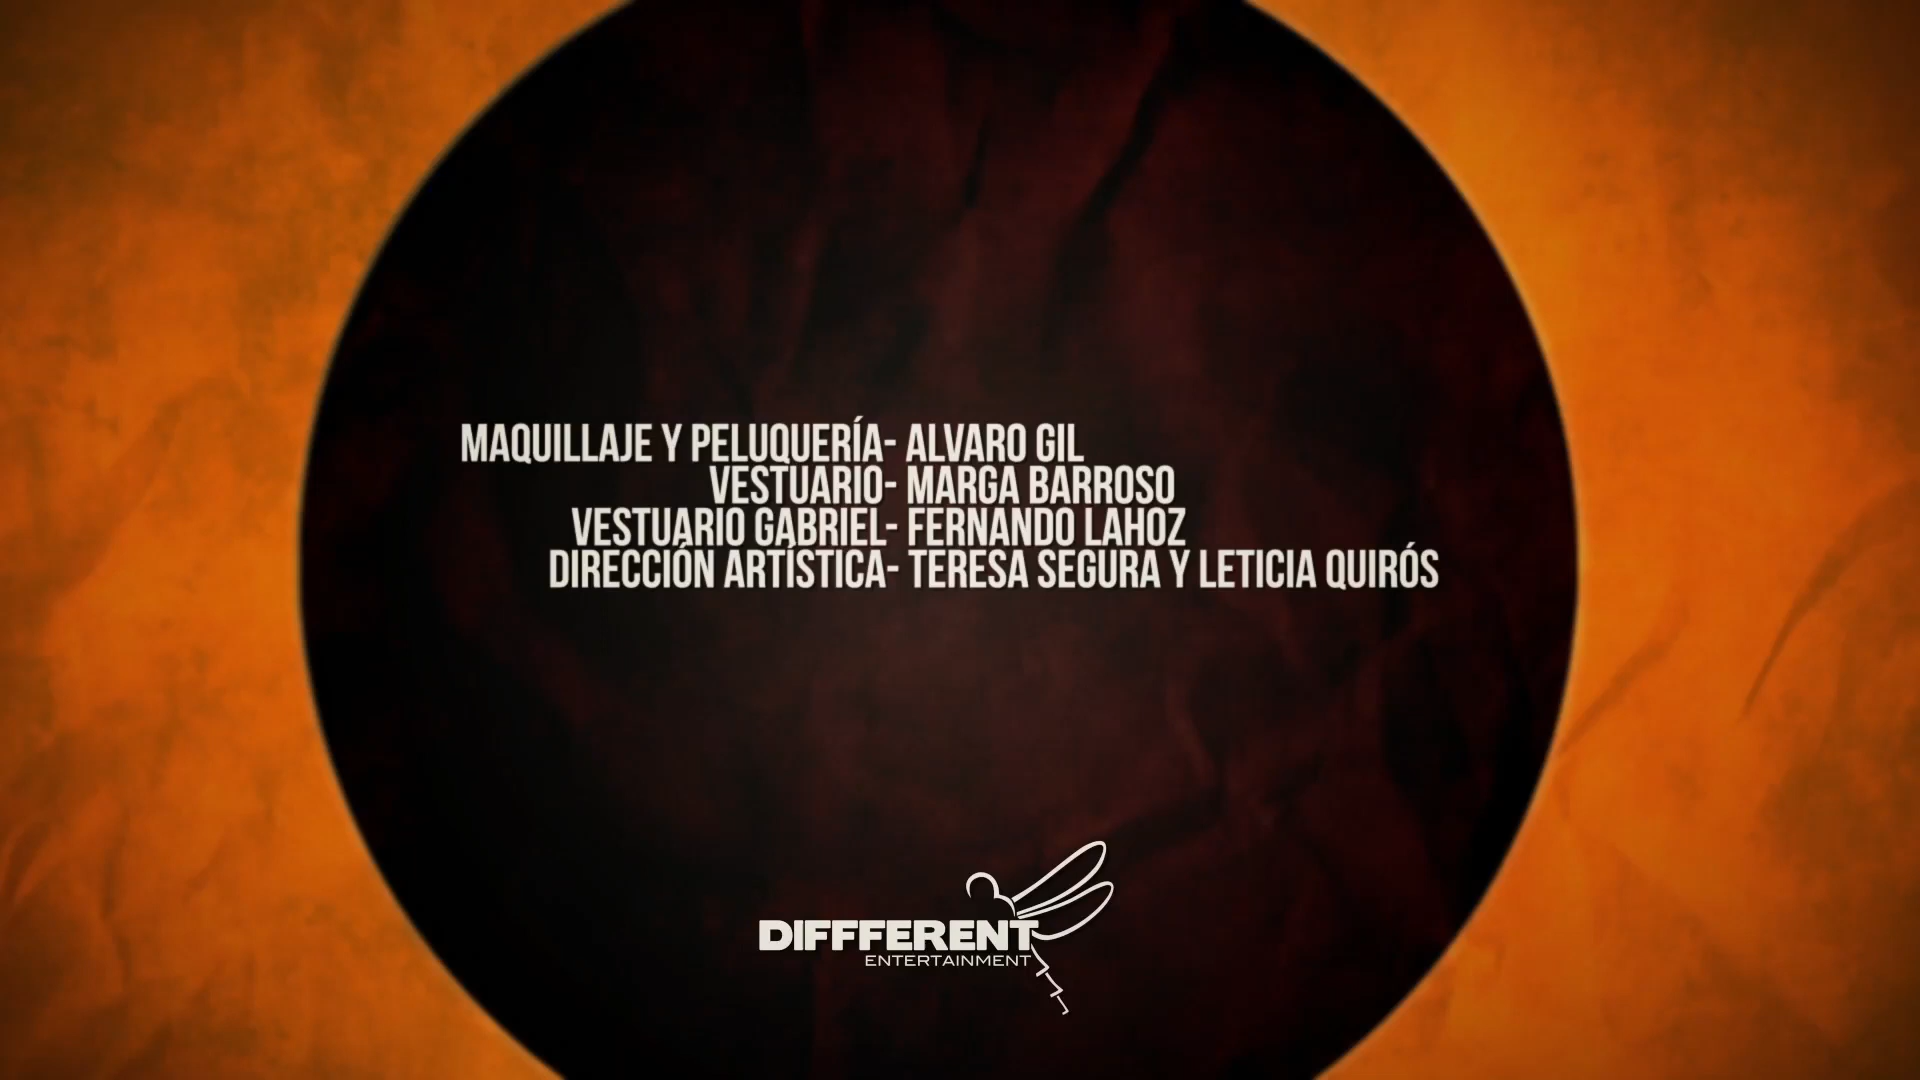 MAQUILLAJE Y PELUQUERÍA- ALVARO GIL
VESTUARIO- MARGA BARROSO
VESTUARIO GABRIEL- FERNANDO LAHOZ
DIRECCIÓN ARTÍSTICA- TERESA SEGURA Y LETICIA QUIRÓS
DIFFFERENT
ENTERTAINMENT